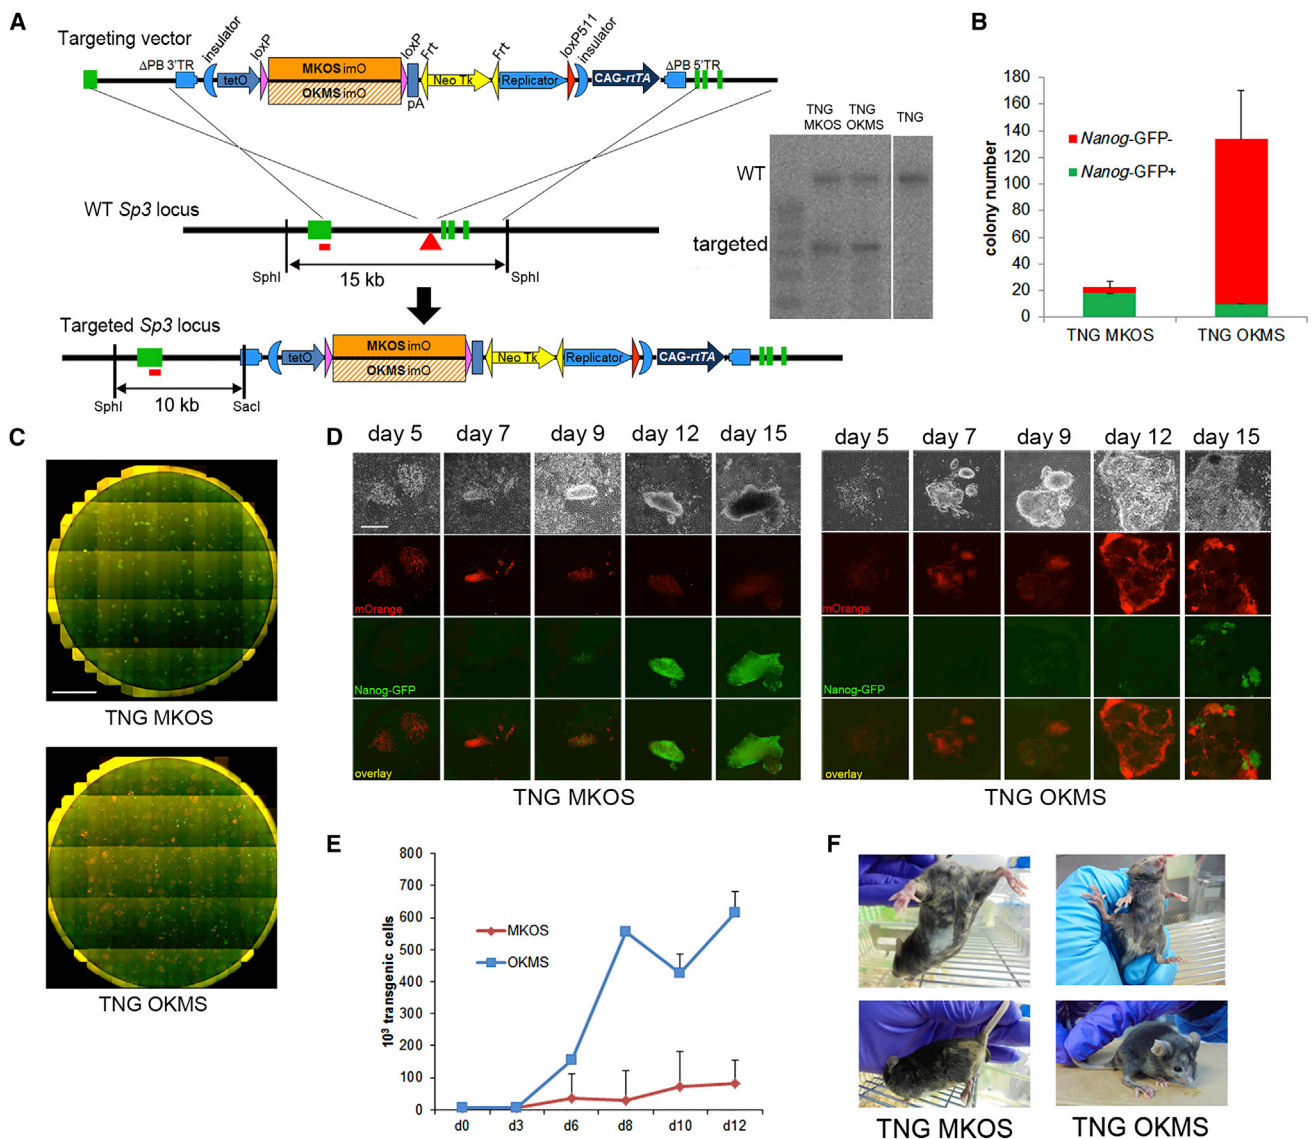 A
Targeting vector
ΔPB 3'TR
insulator
loxP
loxP
Frt
Frt
loxP511
insulator
ΔPB 5'TR
tetO
MKOS imO
OKMS imO
pA
Neo Tk
Replicator
CAG-rtTA
WT Sp3 locus
SphI
15 kb
SphI
Targeted Sp3 locus
tetO
MKOS imO
OKMS imO
Neo Tk
Replicator
CAG-rtTA
SphI
10 kb
SacI
TNG MKOS
TNG OKMS
TNG
WT
targeted
B
colony number
180
160
140
120
100
80
60
40
20
0
Nanog-GFP-
Nanog-GFP+
TNG MKOS
TNG OKMS
C
TNG MKOS
TNG OKMS
D
day 5 day 7 day 9 day 12 day 15
mOrange
Nanog-GFP
overlay
TNG MKOS
day 5 day 7 day 9 day 12 day 15
mOrange
Nanog-GFP
overlay
TNG OKMS
E
10³ transgenic cells
800
700
600
500
400
300
200
100
0
MKOS
OKMS
d0 d3 d6 d8 d10 d12
F
TNG MKOS
TNG OKMS